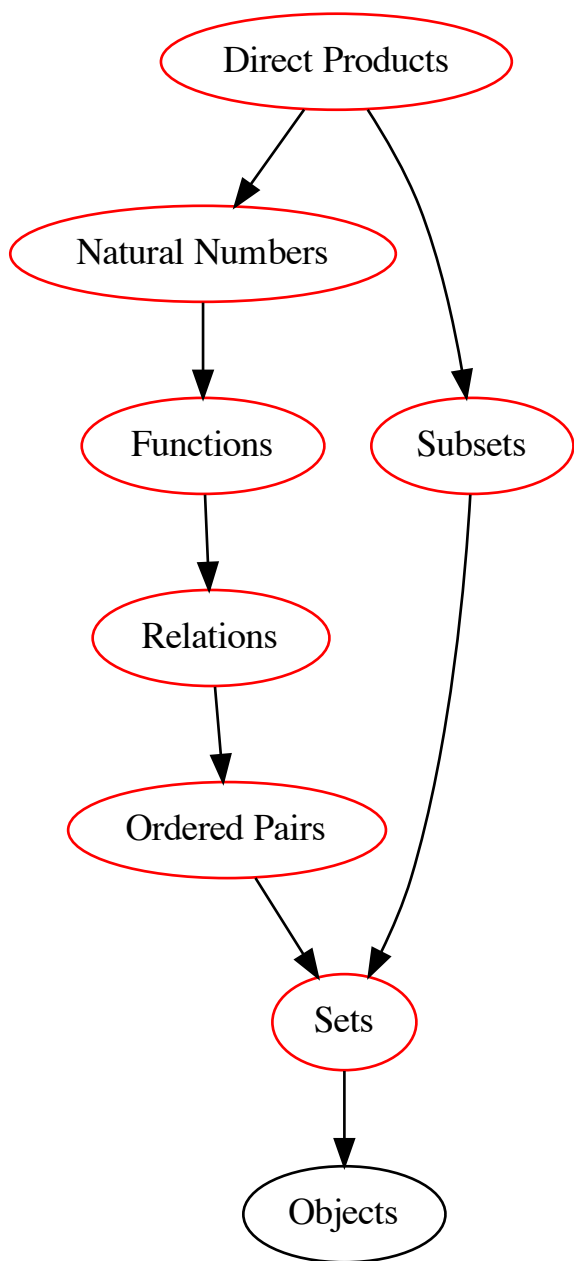 Direct Products
Natural Numbers
Functions
Subsets
Relations
Ordered Pairs
Sets
Objects